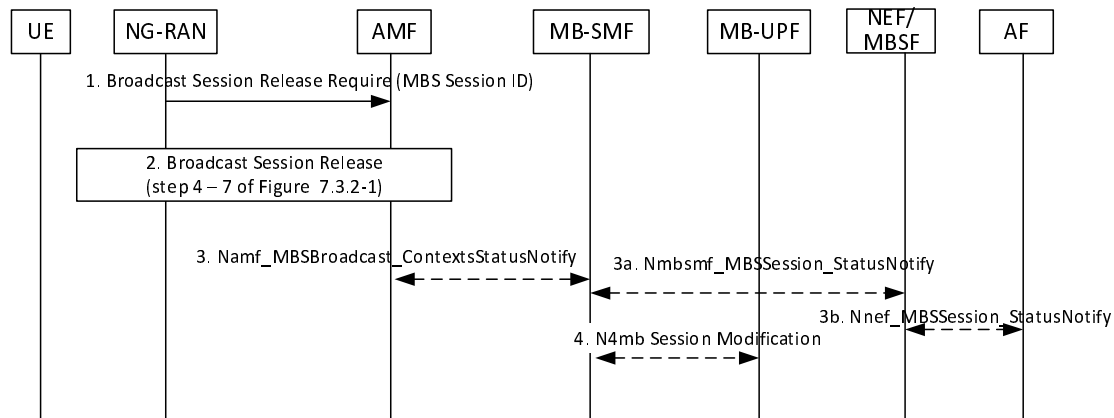 UE
NG-RAN
AMF
MB-SMF
MB-UPF
NEF/
MBSF
AF
1. Broadcast Session Release Require (MBS Session ID)
2. Broadcast Session Release
(step 4 – 7 of Figure 7.3.2-1)
3. Namf_MBSBroadcast_ContextsStatusNotify
3a. Nmbsmf_MBSSession_StatusNotify
3b. Nnef_MBSSession_StatusNotify
4. N4mb Session Modification